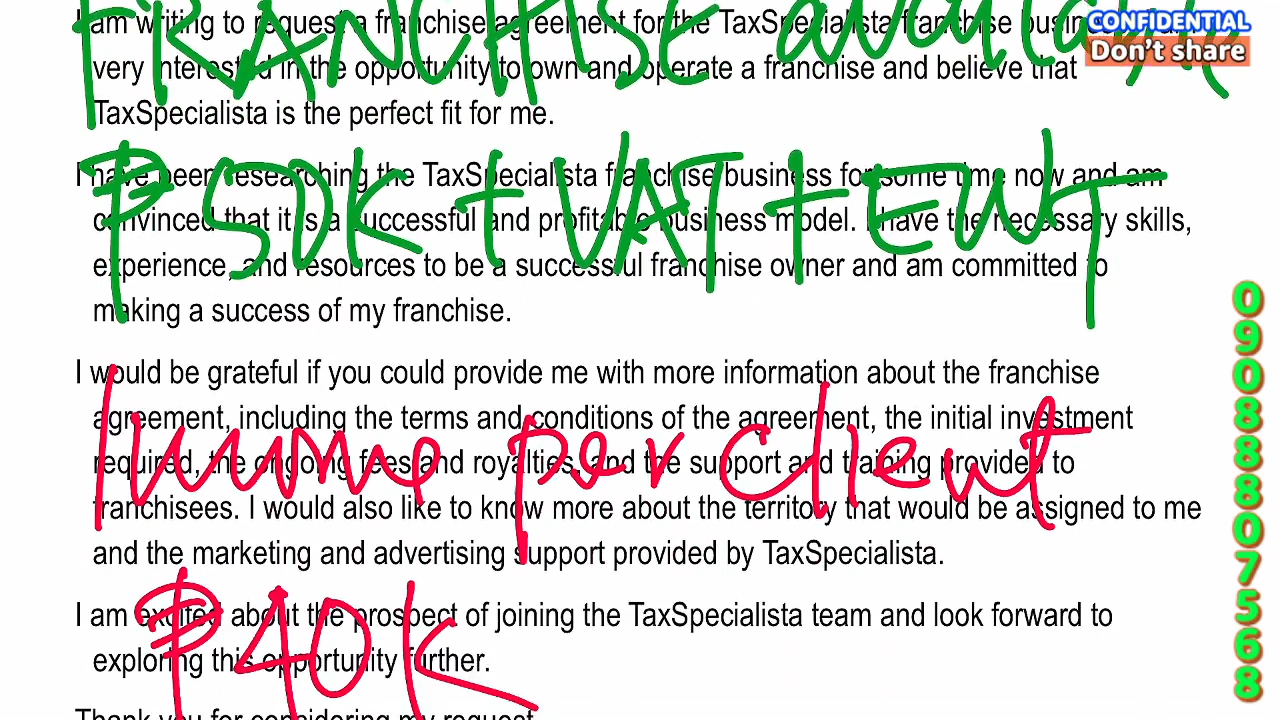 FRANCHISE available
CONFIDENTIAL
Don't share
I am writing to request a franchise agreement for the TaxSpecialista franchise
very interested in the opportunity to own and operate a franchise and believe that
TaxSpecialista is the perfect fit for me.
₱50K + VAT + EWT
I have been researching the TaxSpecialista franchise business for some time now and am
convinced that it is a successful and profitable business model. I have the necessary skills,
experience, and resources to be a successful franchise owner and am committed to
making a success of my franchise.
I would be grateful if you could provide me with more information about the franchise
agreement, including the terms and conditions of the agreement, the initial investment
required, the ongoing fees and royalties, and the support and training provided to
franchisees. I would also like to know more about the territory that would be assigned to me
and the marketing and advertising support provided by TaxSpecialista.
Income per client
₱40K
I am excited about the prospect of joining the TaxSpecialista team and look forward to
exploring this opportunity further.
Thank you for considering my request
09088807568